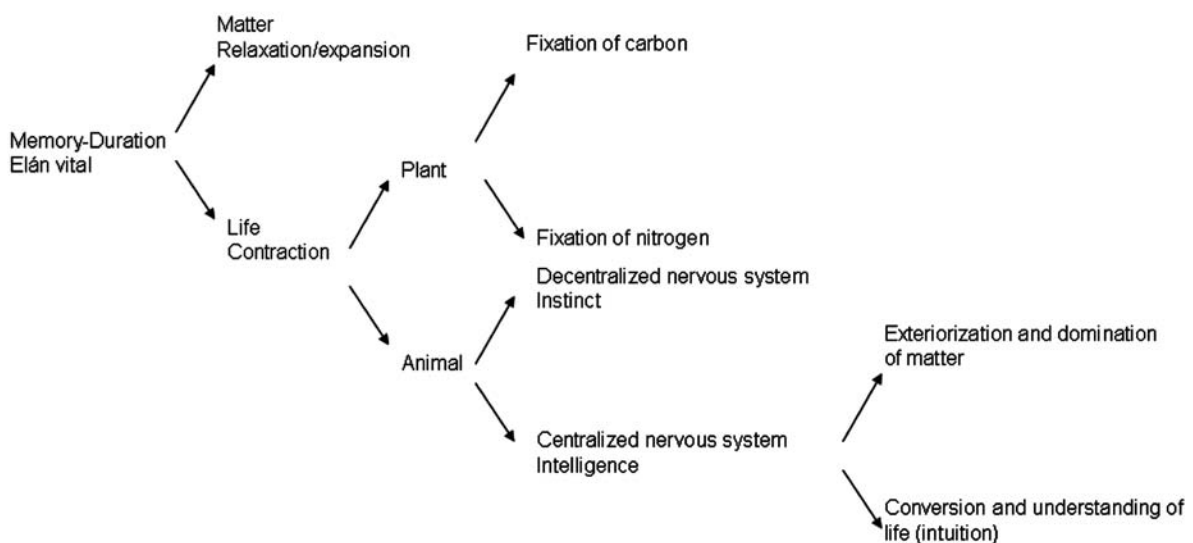 Matter
Relaxation/expansion
Fixation of carbon
Memory-Duration
Elán vital
Plant
Life
Contraction
Fixation of nitrogen
Decentralized nervous system
Instinct
Animal
Exteriorization and domination
of matter
Centralized nervous system
Intelligence
Conversion and understanding of
life (intuition)